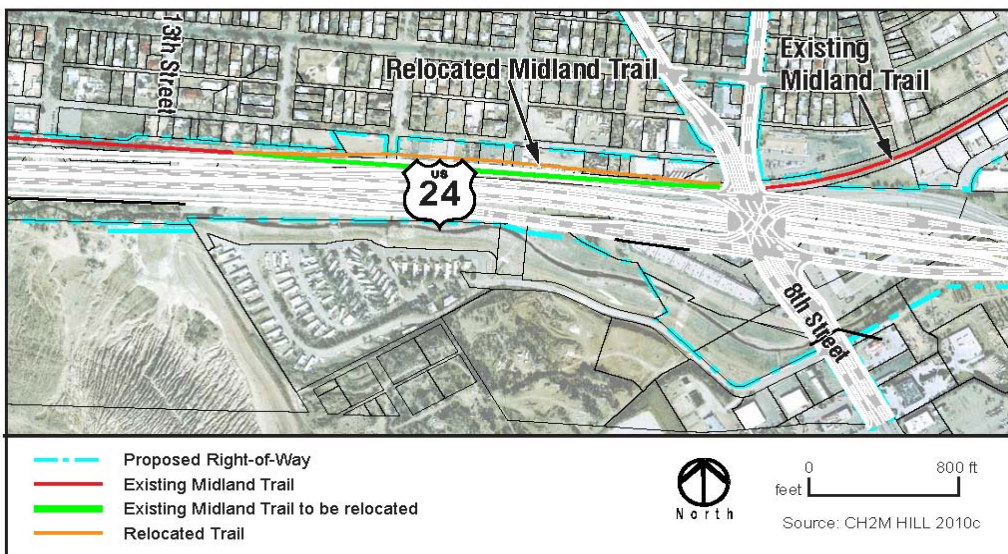 13th Street
Relocated Midland Trail
Existing
Midland Trail
US
24
8th Street
Proposed Right-of-Way
Existing Midland Trail
Existing Midland Trail to be relocated
Relocated Trail
North
0 800 ft
feet
Source: CH2M HILL 2010c